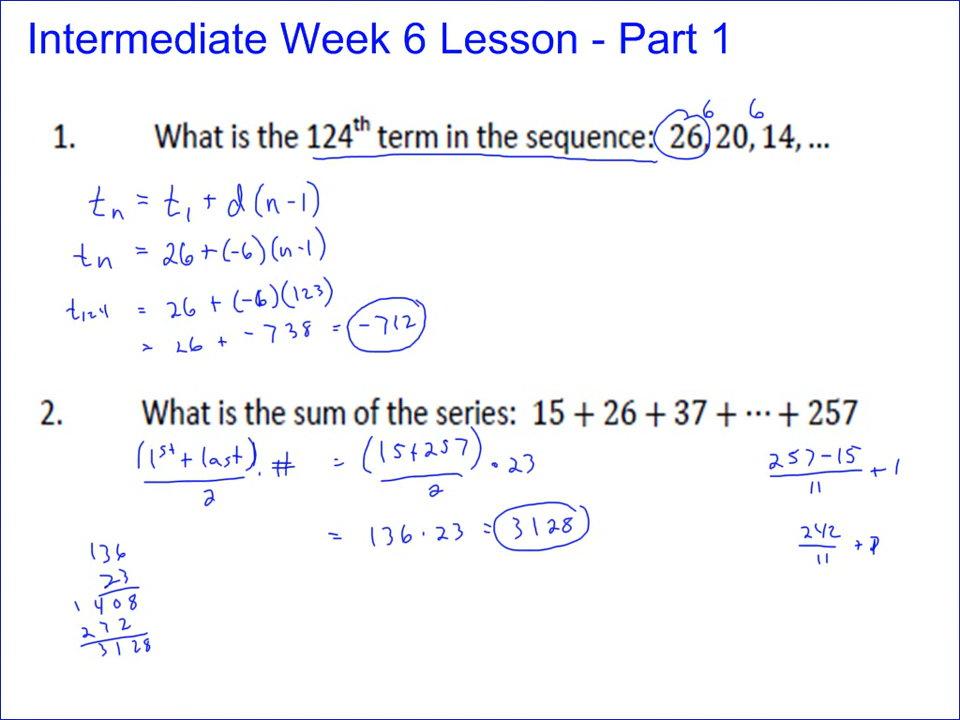 Intermediate Week 6 Lesson - Part 1
6 6
1. What is the 124th term in the sequence: 26, 20, 14, ...
tn = t1 + d(n-1)
tn = 26+(-6)(n-1)
t124 = 26 + (-6)(123)
= 26 + -738 = -712
2. What is the sum of the series: 15 + 26 + 37 + ··· + 257
(1st + last)/2 · # = (15+257)/2 · 23
257-15/11 + 1
= 136 · 23 = 3128
242/11 + 1
136
23
1 408
272
3128